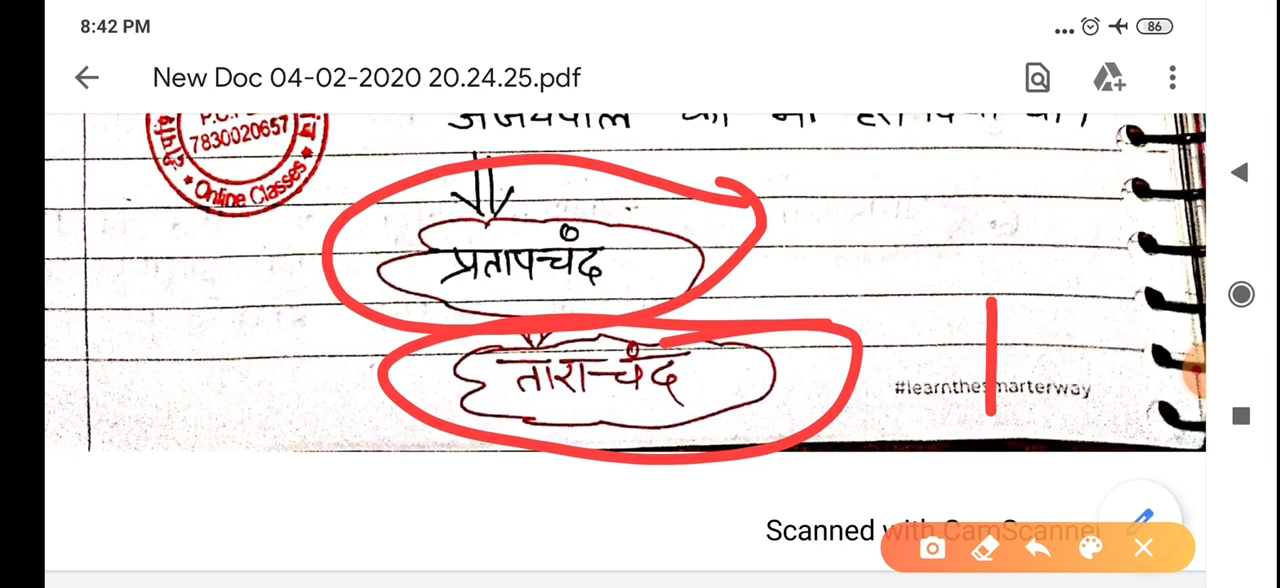 8:42 PM
86
New Doc 04-02-2020 20.24.25.pdf
7830020657
Online Classes
प्रतापचंद
ताराचंद
#learnthesmarterway
Scanned with CamScanner